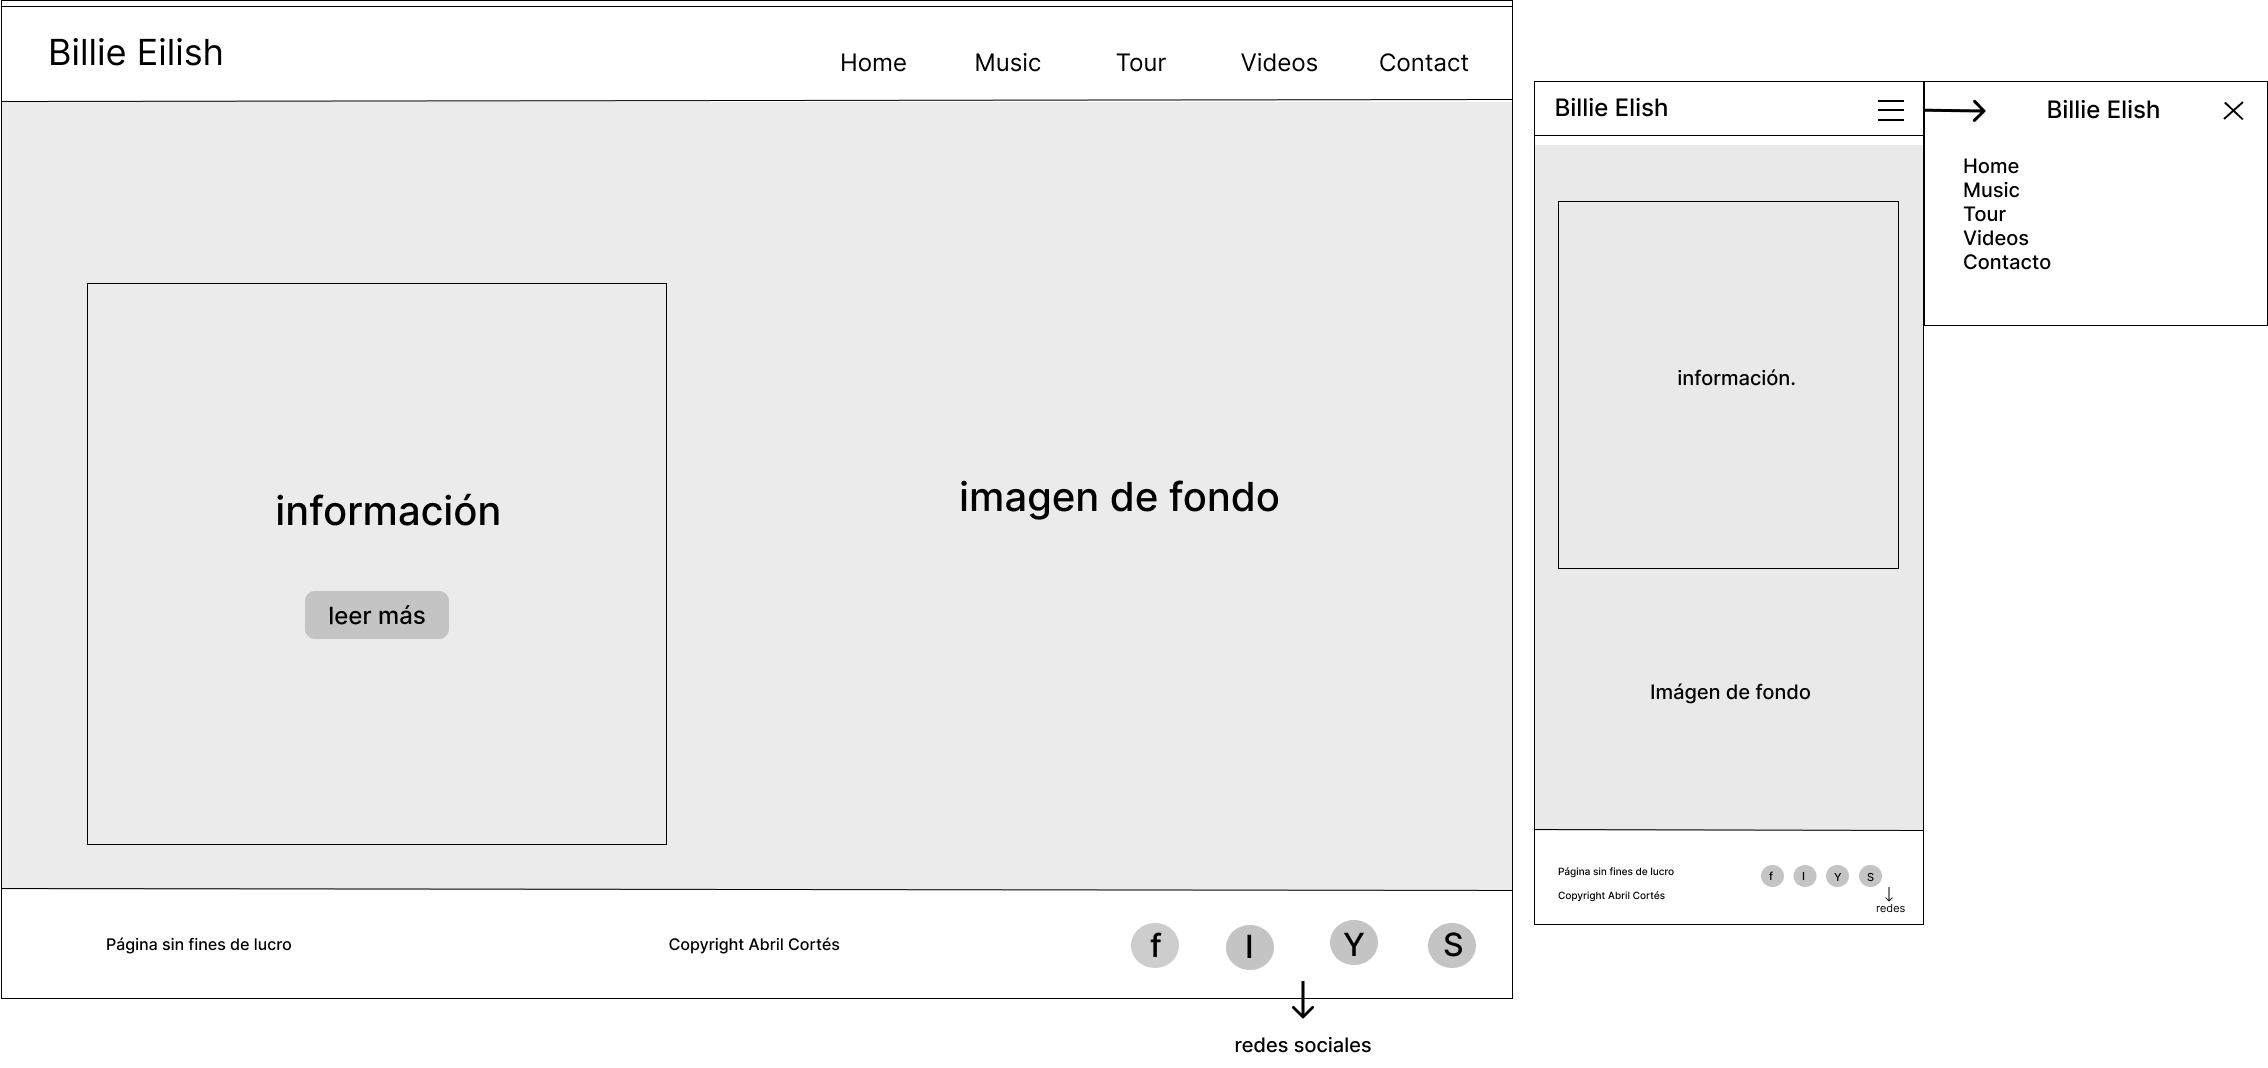 Billie Eilish
Home Music Tour Videos Contact
información
leer más
imagen de fondo
Página sin fines de lucro
Copyright Abril Cortés
f I Y S
redes sociales
Billie Elish
información.
Imágen de fondo
Página sin fines de lucro
Copyright Abril Cortés
f I Y S
redes
Billie Elish
Home
Music
Tour
Videos
Contacto